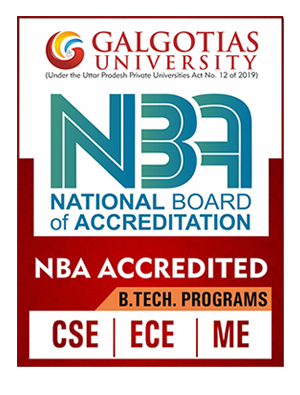 GALGOTIAS
UNIVERSITY
(Under the Uttar Pradesh Private Universities Act No. 12 of 2019)
NBA
NATIONAL BOARD
of ACCREDITATION
NBA ACCREDITED
B.TECH. PROGRAMS
CSE | ECE | ME